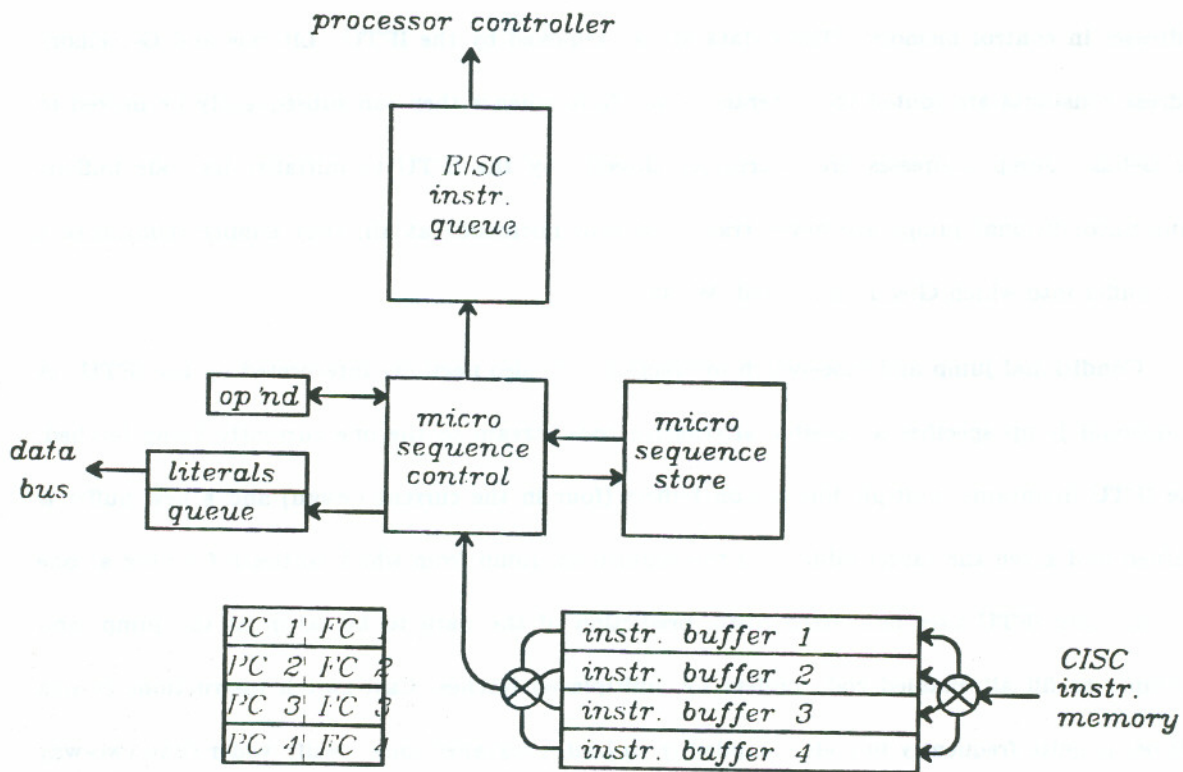 processor controller
RISC
instr.
queue
op'nd
micro
sequence
control
micro
sequence
store
data
bus
literals
queue
PC 1 FC 1
PC 2 FC 2
PC 3 FC 3
PC 4 FC 4
instr. buffer 1
instr. buffer 2
instr. buffer 3
instr. buffer 4
CISC
instr.
memory